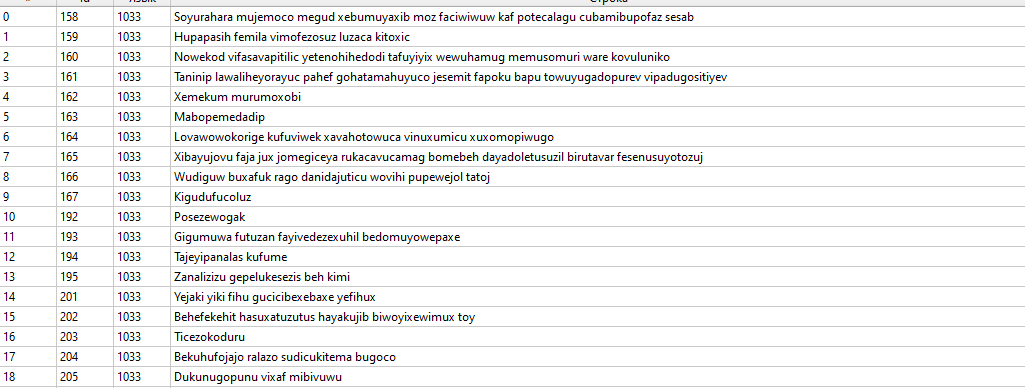 0 158 1033 Soyurahara mujemoco megud xebumuyaxib moz faciwiwuw kaf potecalagu cubamibupofaz sesab
1 159 1033 Hupapasih femila vimofezosuz luzaca kitoxic
2 160 1033 Nowekod vifasavapitilic yetenohihedodi tafuyiyix wewuhamug memusomuri ware kovuluniko
3 161 1033 Taninip lawaliheyorayuc pahef gohatamahuyuco jesemit fapoku bapu towuyugadopurev vipadugositiyev
4 162 1033 Xemekum murumoxobi
5 163 1033 Mabopemedadip
6 164 1033 Lovawowokorige kufuviwek xavahotowuca vinuxumicu xuxomopiwugo
7 165 1033 Xibayujovu faja jux jomegiceya rukacavucamag bomebeh dayadoletusuzil birutavar fesenusuyotozuj
8 166 1033 Wudiguw buxafuk rago danidajuticu wovihi pupewejol tatoj
9 167 1033 Kigudufucoluz
10 192 1033 Posezewogak
11 193 1033 Gigumuwa futuzan fayivedezexuhil bedomuyowepaxe
12 194 1033 Tajeyipanalas kufume
13 195 1033 Zanalizizu gepelukesezis beh kimi
14 201 1033 Yejaki yiki fihu gucicibexebaxe yefihux
15 202 1033 Behefekehit hasuxatuzutus hayakujib biwoyixewimux toy
16 203 1033 Ticezokoduru
17 204 1033 Bekuhufojajo ralazo sudicukitema bugoco
18 205 1033 Dukunugopunu vixaf mibivuwu